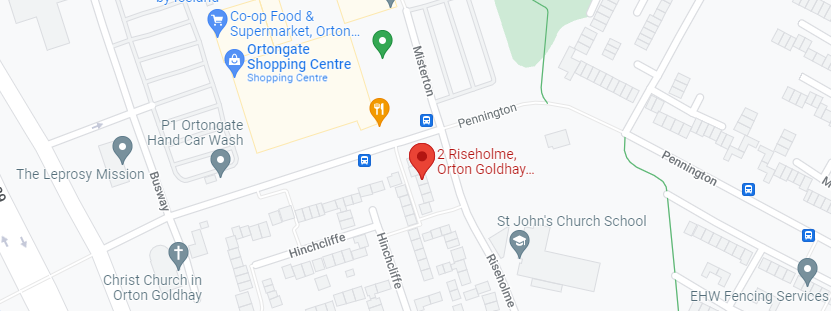 by Iceland
Co-op Food &
Supermarket, Orton...
Ortongate
Shopping Centre
Shopping Centre
Misterton
Pennington
P1 Ortongate
Hand Car Wash
The Leprosy Mission
Busway
2 Riseholme,
Orton Goldhay...
Pennington
St John's Church School
Hinchcliffe
Hinchcliffe
Riseholme
Christ Church in
Orton Goldhay
EHW Fencing Services